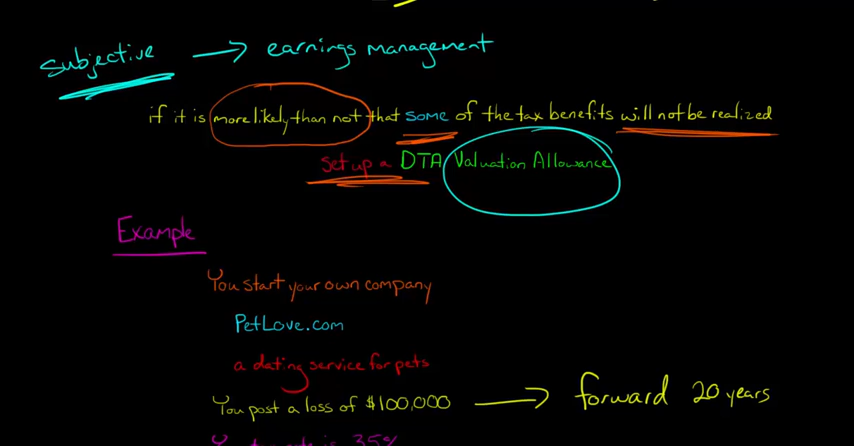 subjective → earnings management
if it is more likely than not that some of the tax benefits will not be realized
set up a DTA Valuation Allowance
Example
You start your own company
PetLove.com
a dating service for pets
You post a loss of $100,000 → forward 20 years
35%